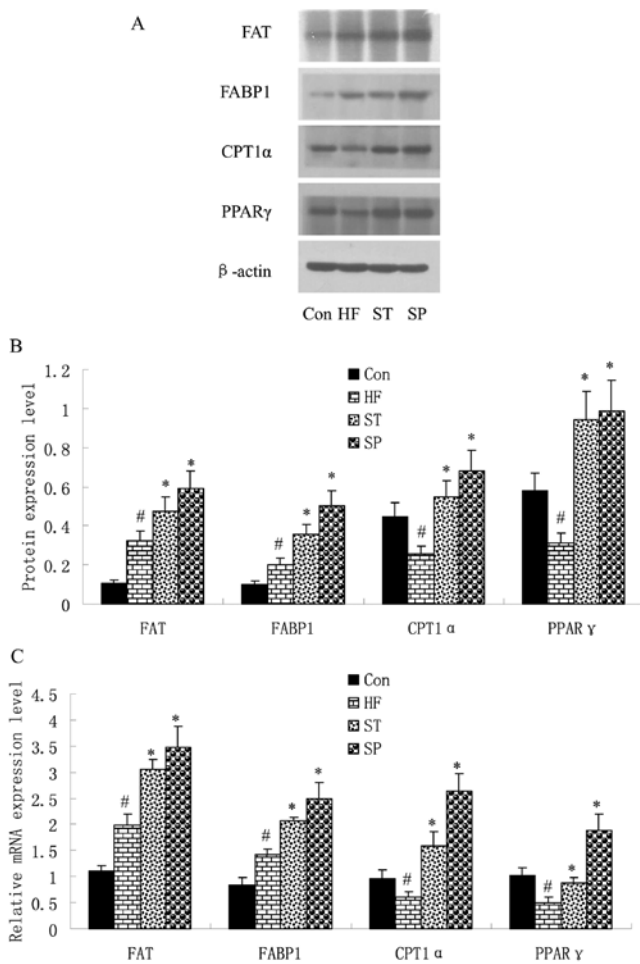 A
FAT
FABP1
CPT1α
PPARγ
β-actin
Con HF ST SP
B
Protein expression level
1.2
1
0.8
0.6
0.4
0.2
0
Con
HF
ST
SP
# * *
# * *
# * *
# * *
FAT FABP1 CPT1 α PPAR γ
C
Relative mRNA expression level
4.5
4
3.5
3
2.5
2
1.5
1
0.5
0
Con
HF
ST
SP
# * *
# * *
# * *
# * *
FAT FABP1 CPT1 α PPAR γ